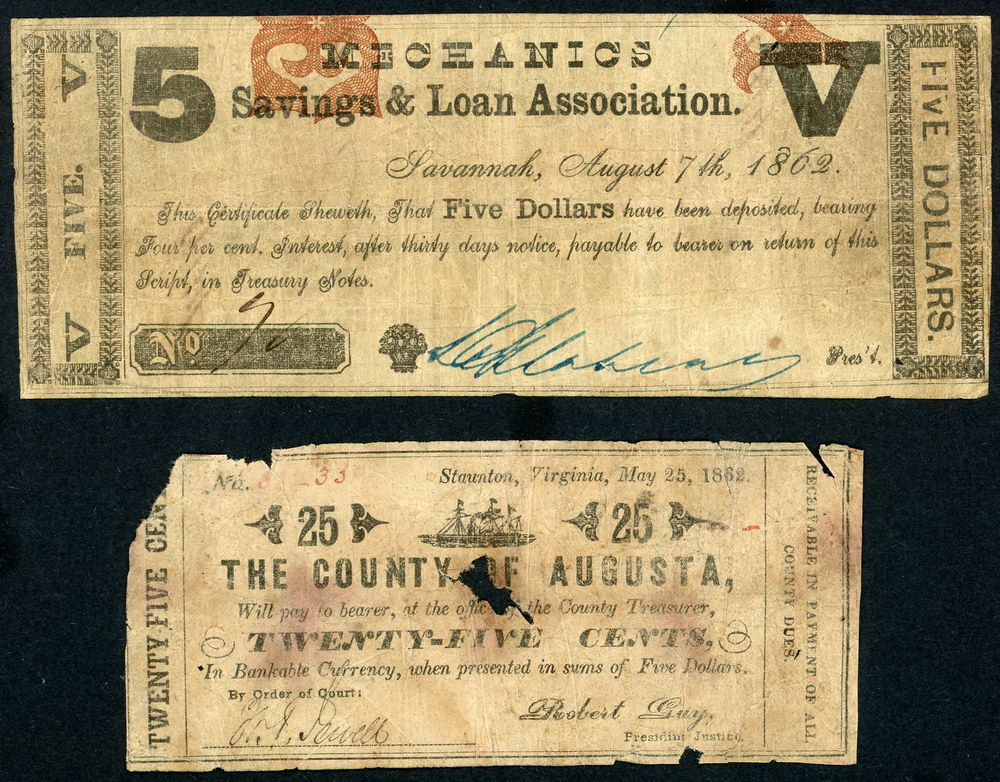 V FIVE. V
5
MECHANICS
V
Savings & Loan Association.
Savannah, August 7th, 1862.
This Certificate Sheweth, That Five Dollars have been deposited, bearing
Four per cent. Interest, after thirty days notice, payable to bearer on return of this
Script, in Treasury Notes.
No
Pres't.
FIVE DOLLARS.
TWENTY FIVE CEN
No. 33
Staunton, Virginia, May 25, 1862.
25 25
THE COUNTY OF AUGUSTA,
Will pay to bearer, at the office the County Treasurer,
TWENTY-FIVE CENTS,
In Bankable Currency, when presented in sums of Five Dollars.
By Order of Court:
Robert Guy,
Presiding Justice.
RECEIVABLE IN PAYMENT OF ALL
COUNTY DUES